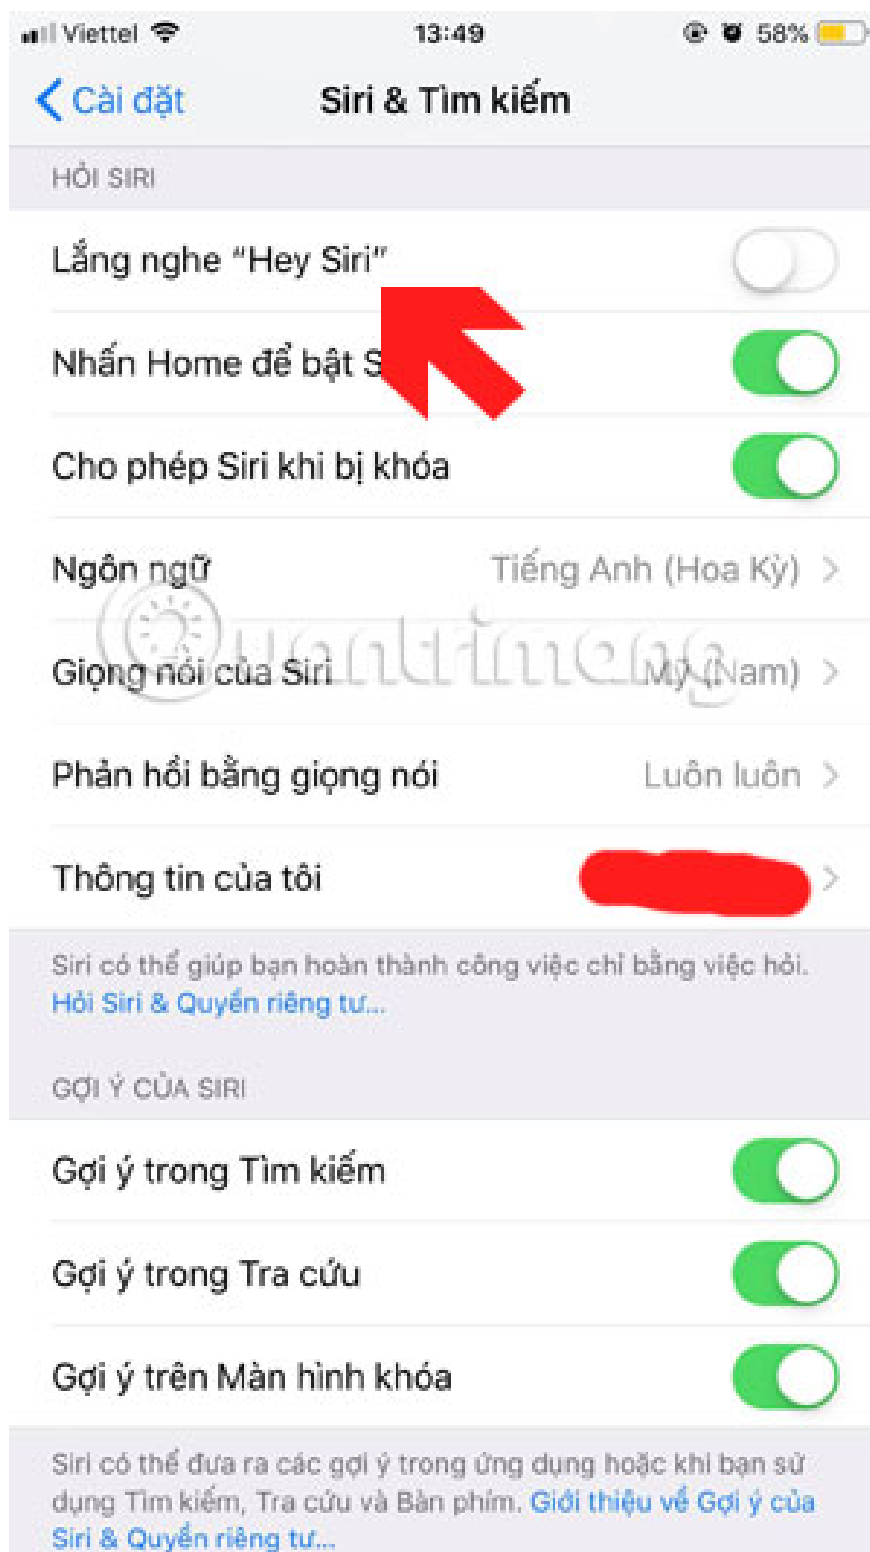 Viettel 13:49 58%
Cài đặt Siri & Tìm kiếm
HỎI SIRI
Lắng nghe “Hey Siri”
Nhấn Home để bật
Cho phép Siri khi bị khóa
Ngôn ngữ Tiếng Anh (Hoa Kỳ)
Quantrimang
Giọng nói của Siri Mỹ (Nam)
Phản hồi bằng giọng nói Luôn luôn
Thông tin của tôi
Siri có thể giúp bạn hoàn thành công việc chỉ bằng việc hỏi.
Hỏi Siri & Quyền riêng tư...
GỢI Ý CỦA SIRI
Gợi ý trong Tìm kiếm
Gợi ý trong Tra cứu
Gợi ý trên Màn hình khóa
Siri có thể đưa ra các gợi ý trong ứng dụng hoặc khi bạn sử
dụng Tìm kiếm, Tra cứu và Bàn phím. Giới thiệu về Gợi ý của
Siri & Quyền riêng tư...